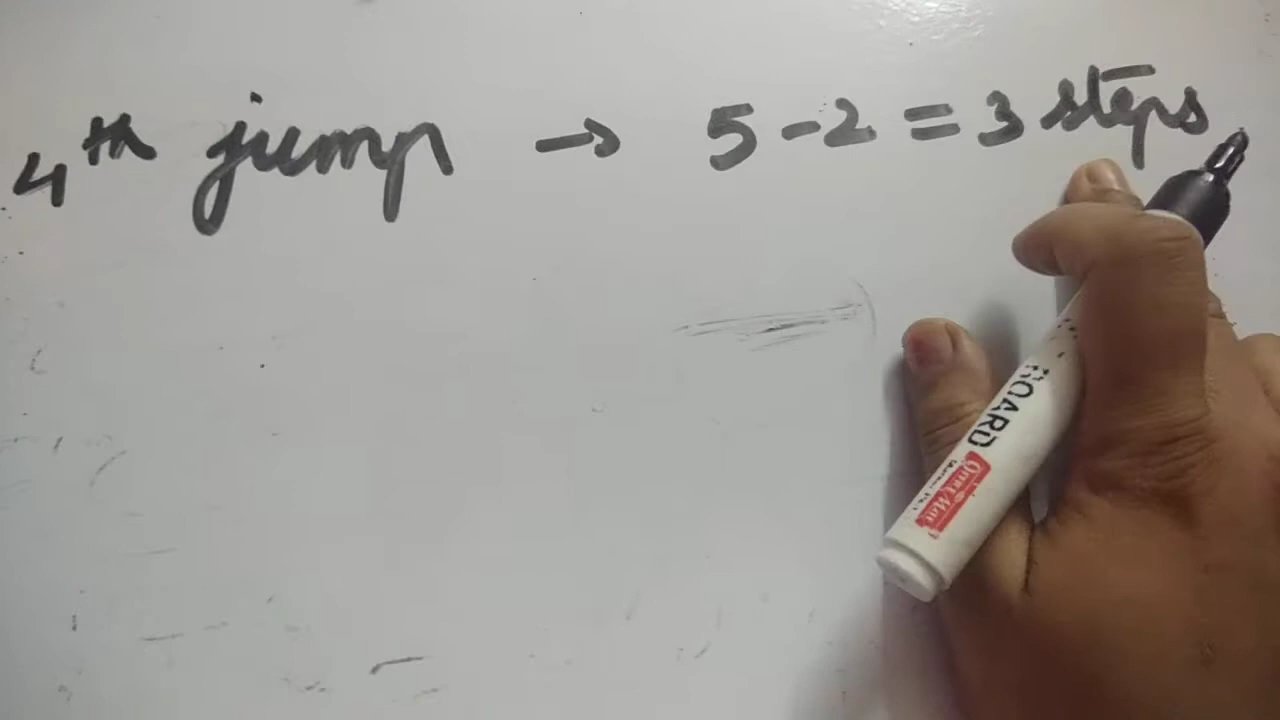 4th jump → 5-2 = 3 steps
BOARD